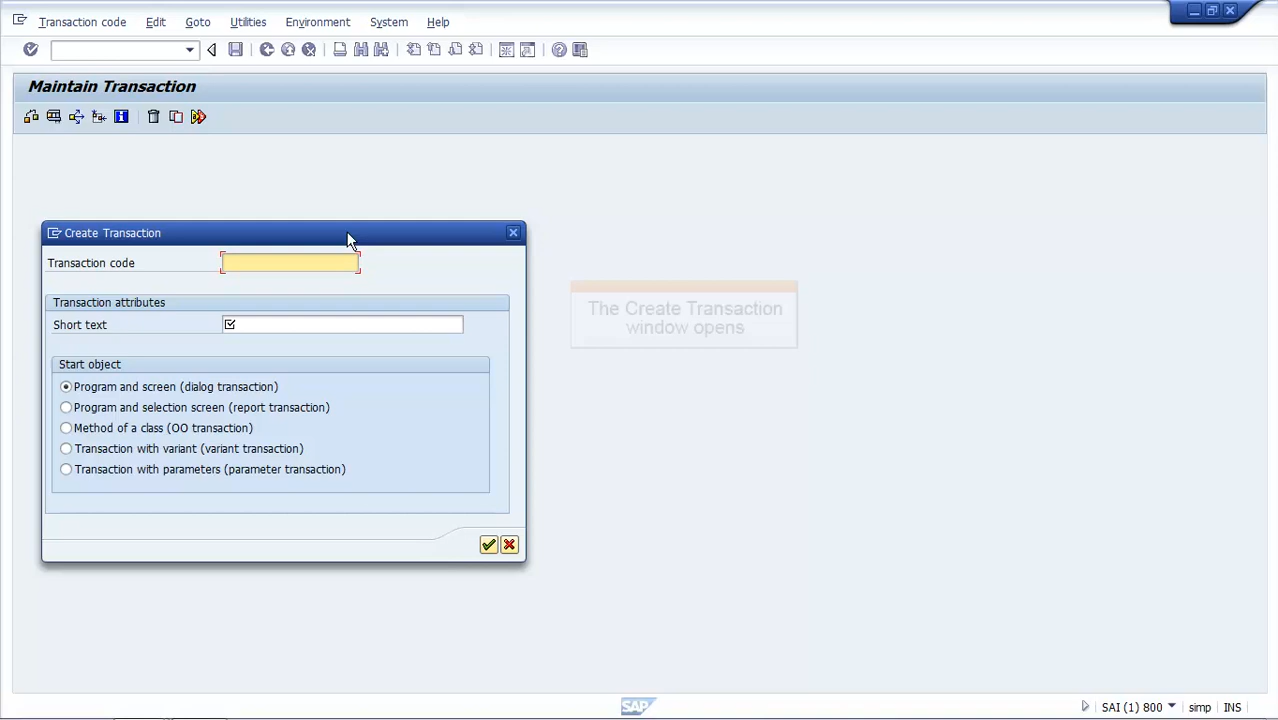 Transaction code Edit Goto Utilities Environment System Help
Maintain Transaction
Create Transaction
Transaction code
Transaction attributes
Short text
Start object
Program and screen (dialog transaction)
Program and selection screen (report transaction)
Method of a class (OO transaction)
Transaction with variant (variant transaction)
Transaction with parameters (parameter transaction)
The Create Transaction
window opens
SAP
SAI (1) 800 simp INS